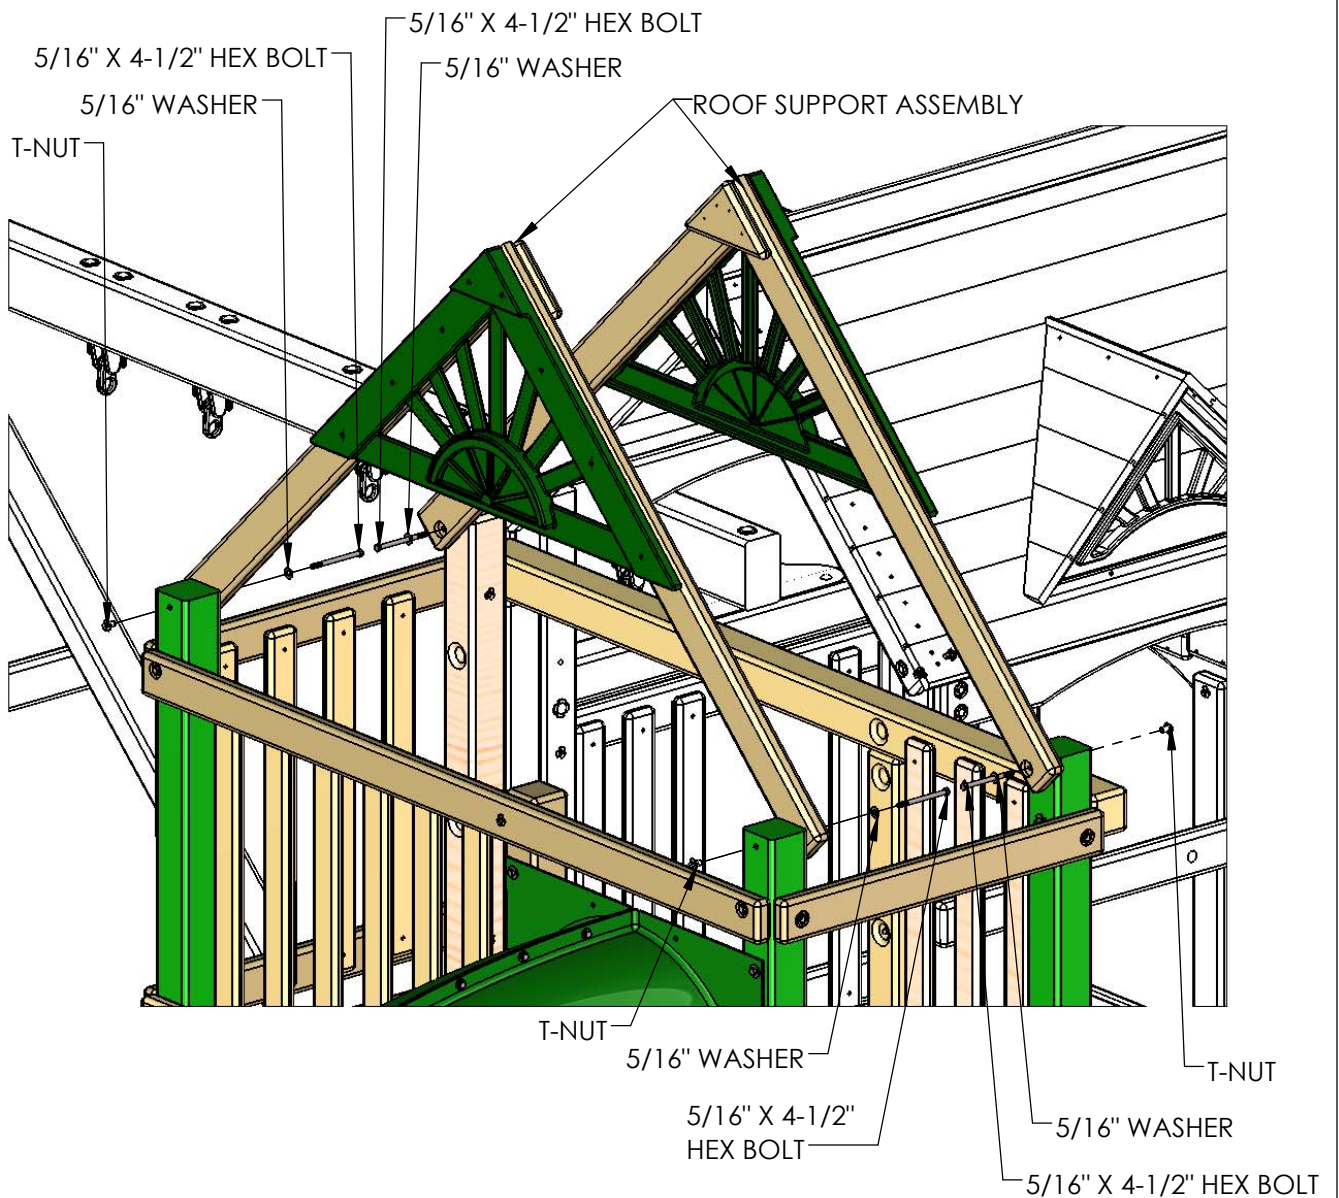 5/16" X 4-1/2" HEX BOLT
5/16" X 4-1/2" HEX BOLT
5/16" WASHER
5/16" WASHER
ROOF SUPPORT ASSEMBLY
T-NUT
T-NUT
5/16" WASHER
T-NUT
5/16" X 4-1/2"
HEX BOLT
5/16" WASHER
5/16" X 4-1/2" HEX BOLT